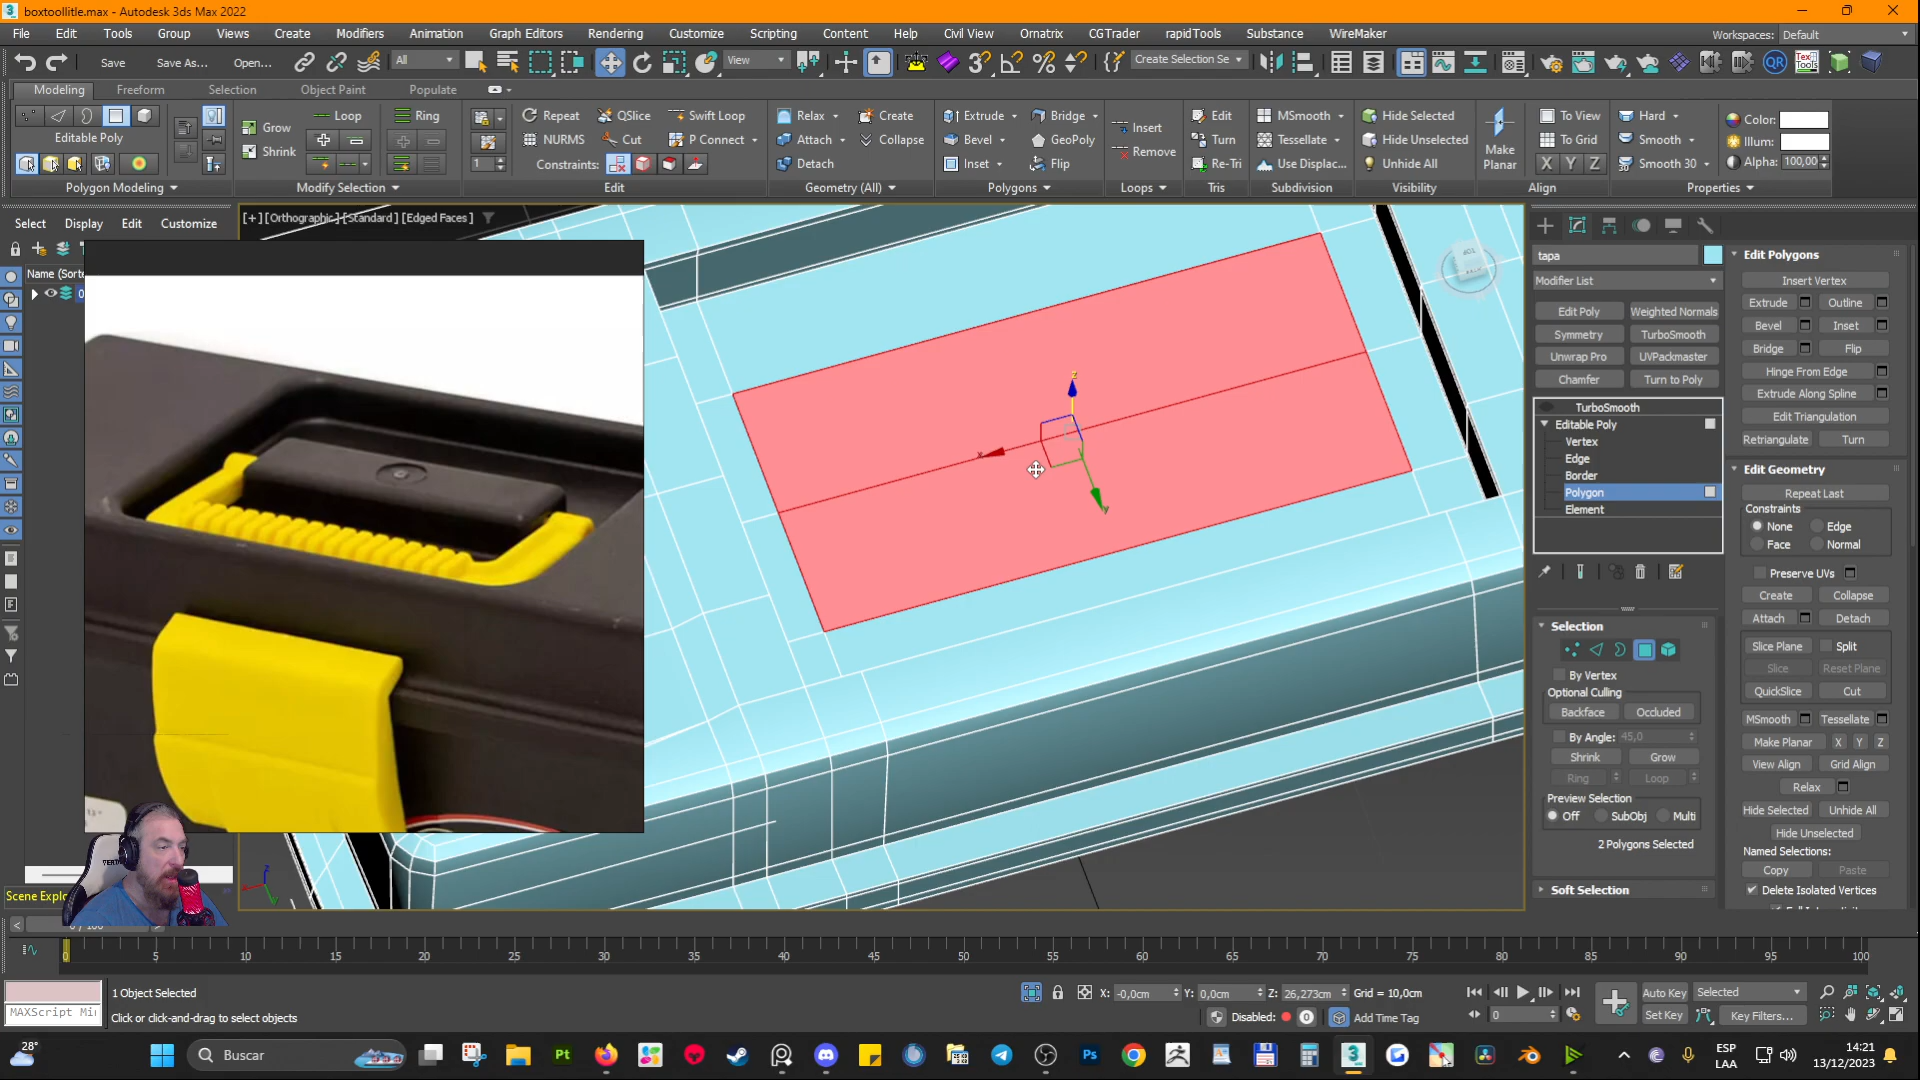 boxtoollitle.max - Autodesk 3ds Max 2022
File Edit Tools Group Views Create Modifiers Animation Graph Editors Rendering Customize Scripting Content Help Civil View Ornatrix CGTrader rapidTools Substance WireMaker Workspaces: Default
Save Save As... Open... All View Create Selection Se
Modeling Freeform Selection Object Paint Populate
Grow Loop Ring Repeat QSlice Swift Loop Relax Create Extrude Bridge Insert Edit MSmooth Hide Selected To View Hard Color:
Editable Poly Shrink NURMS Cut P Connect Attach Collapse Bevel GeoPoly Remove Turn Tessellate Hide Unselected Make Planar To Grid Smooth Illum:
1 Constraints: Detach Inset Flip Re-Tri Use Displac... Unhide All X Y Z Smooth 30 Alpha: 100,00
Polygon Modeling Modify Selection Edit Geometry (All) Polygons Loops Tris Subdivision Visibility Align Properties
Select Display Edit Customize
[+] [Orthographic] [Standard] [Edged Faces]
Name (Sorte
0
x
y
z
TOP
Scene Explo
VERT
tapa
Modifier List
Edit Poly Weighted Normals
Symmetry TurboSmooth
Unwrap Pro UVPackmaster
Chamfer Turn to Poly
TurboSmooth
Editable Poly
Vertex
Edge
Border
Polygon
Element
Selection
By Vertex
Optional Culling
Backface Occluded
By Angle: 45,0
Shrink Grow
Ring Loop
Preview Selection
Off SubObj Multi
2 Polygons Selected
Soft Selection
Edit Polygons
Insert Vertex
Extrude Outline
Bevel Inset
Bridge Flip
Hinge From Edge
Extrude Along Spline
Edit Triangulation
Retriangulate Turn
Edit Geometry
Repeat Last
Constraints
None Edge
Face Normal
Preserve UVs
Create Collapse
Attach Detach
Slice Plane Split
Slice Reset Plane
QuickSlice Cut
MSmooth Tessellate
Make Planar X Y Z
View Align Grid Align
Relax
Hide Selected Unhide All
Hide Unselected
Named Selections:
Copy Paste
Delete Isolated Vertices
0 / 100
0 5 10 15 20 25 30 35 40 45 50 55 60 65 70 75 80 85 90 95 100
MAXScript Mi
1 Object Selected
Click or click-and-drag to select objects
X: -0,0cm Y: 0,0cm Z: 26,273cm Grid = 10,0cm
Disabled: 0 Add Time Tag
0
Auto Key Selected
Set Key Key Filters...
28°
Buscar
ESP
LAA
14:21
13/12/2023